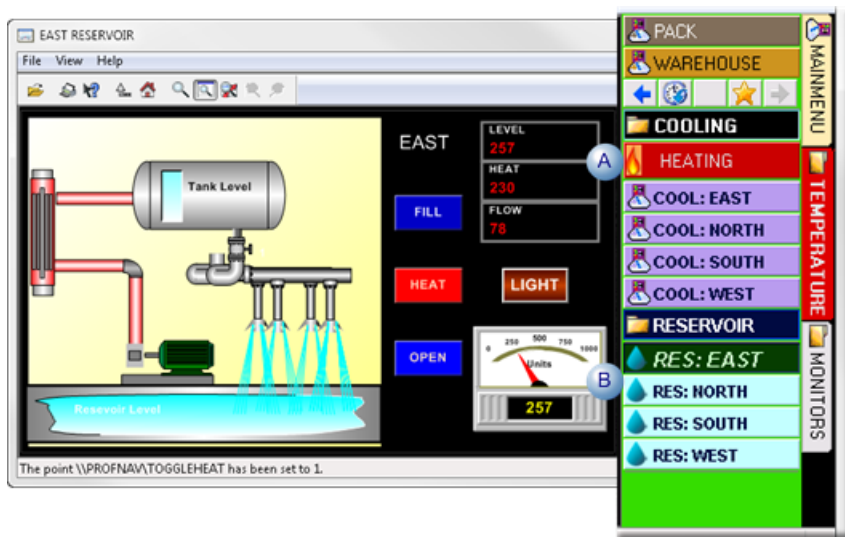 EAST RESERVOIR
File View Help
Tank Level
Resevoir Level
EAST
FILL
HEAT
OPEN
LEVEL
257
HEAT
230
FLOW
78
LIGHT
0 250 500 750 1000
Units
257
The point \\PROFNAV\TOGGLEHEAT has been set to 1.
A
B
PACK
WAREHOUSE
COOLING
HEATING
COOL: EAST
COOL: NORTH
COOL: SOUTH
COOL: WEST
RESERVOIR
RES: EAST
RES: NORTH
RES: SOUTH
RES: WEST
MAINMENU
TEMPERATURE
MONITORS